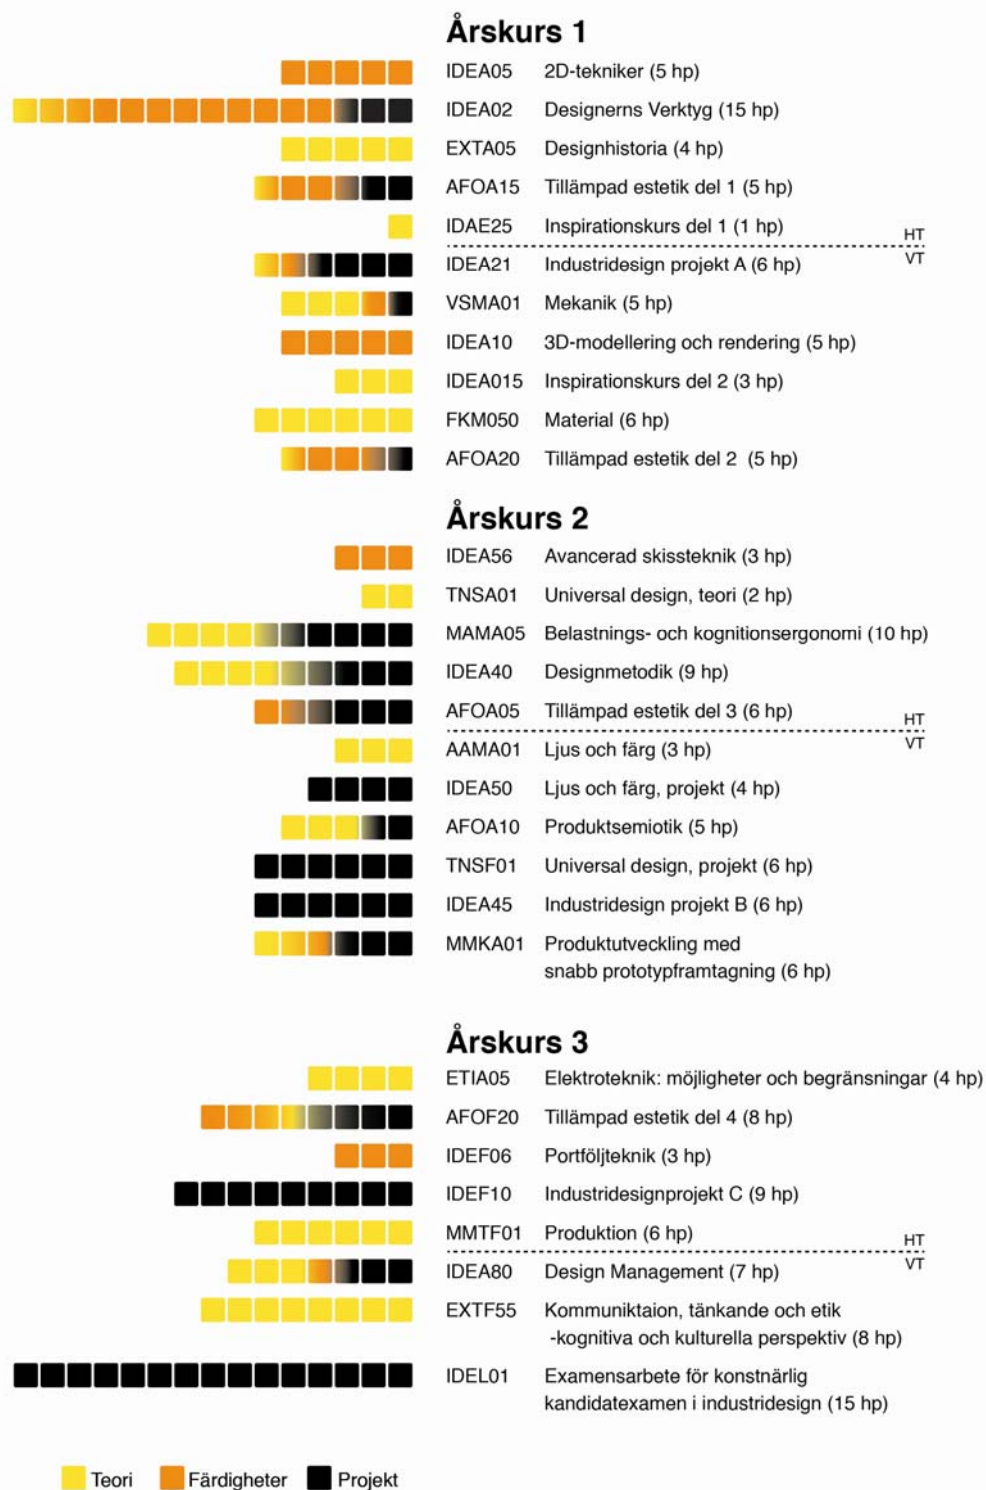 Årskurs 1
IDEA05 2D-tekniker (5 hp)
IDEA02 Designerns Verktyg (15 hp)
EXTA05 Designhistoria (4 hp)
AFOA15 Tillämpad estetik del 1 (5 hp)
IDAE25 Inspirationskurs del 1 (1 hp)
HT
VT
IDEA21 Industridesign projekt A (6 hp)
VSMA01 Mekanik (5 hp)
IDEA10 3D-modellering och rendering (5 hp)
IDEA015 Inspirationskurs del 2 (3 hp)
FKM050 Material (6 hp)
AFOA20 Tillämpad estetik del 2 (5 hp)
Årskurs 2
IDEA56 Avancerad skissteknik (3 hp)
TNSA01 Universal design, teori (2 hp)
MAMA05 Belastnings- och kognitionsergonomi (10 hp)
IDEA40 Designmetodik (9 hp)
AFOA05 Tillämpad estetik del 3 (6 hp)
HT
VT
AAMA01 Ljus och färg (3 hp)
IDEA50 Ljus och färg, projekt (4 hp)
AFOA10 Produktsemiotik (5 hp)
TNSF01 Universal design, projekt (6 hp)
IDEA45 Industridesign projekt B (6 hp)
MMKA01 Produktutveckling med
snabb prototypframtagning (6 hp)
Årskurs 3
ETIA05 Elektroteknik: möjligheter och begränsningar (4 hp)
AFOF20 Tillämpad estetik del 4 (8 hp)
IDEF06 Portföljteknik (3 hp)
IDEF10 Industridesignprojekt C (9 hp)
MMTF01 Produktion (6 hp)
HT
VT
IDEA80 Design Management (7 hp)
EXTF55 Kommuniktaion, tänkande och etik
-kognitiva och kulturella perspektiv (8 hp)
IDEL01 Examensarbete för konstnärlig
kandidatexamen i industridesign (15 hp)
Teori Färdigheter Projekt